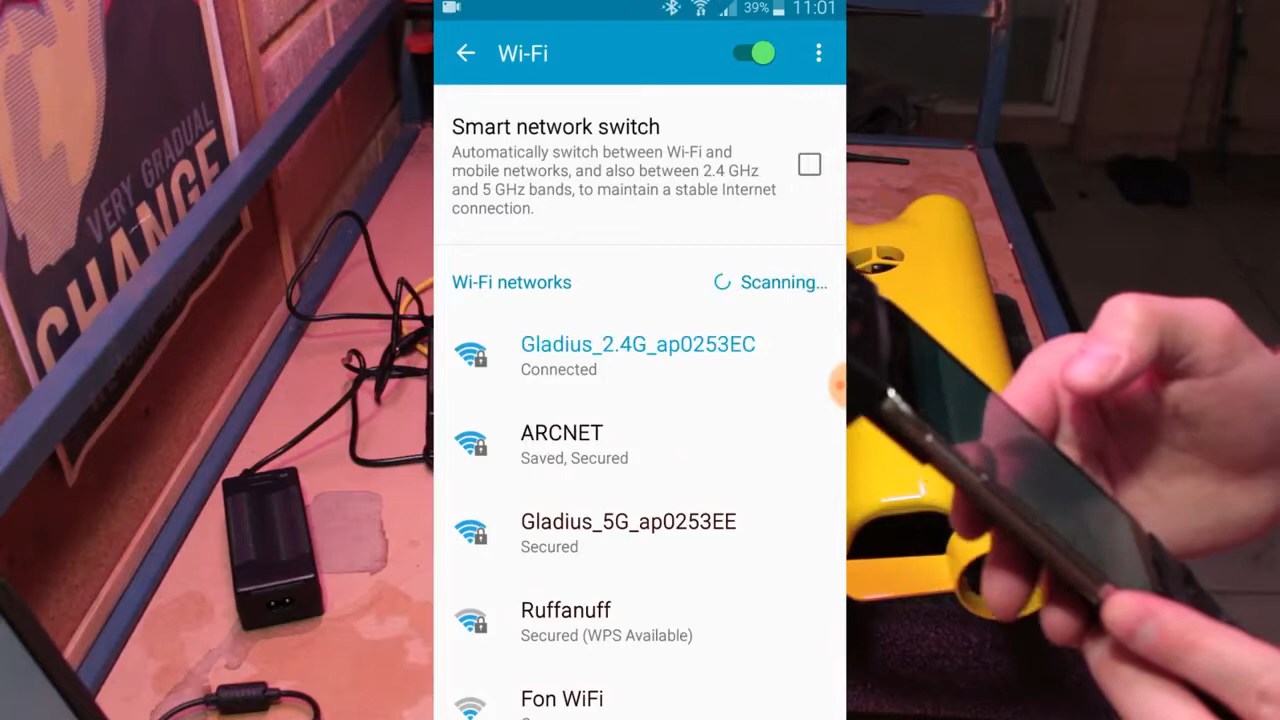 VERY GRADUAL
CHANGE
39% 11:01
Wi-Fi
Smart network switch
Automatically switch between Wi-Fi and
mobile networks, and also between 2.4 GHz
and 5 GHz bands, to maintain a stable Internet
connection.
Wi-Fi networks Scanning...
Gladius_2.4G_ap0253EC
Connected
ARCNET
Saved, Secured
Gladius_5G_ap0253EE
Secured
Ruffanuff
Secured (WPS Available)
Fon WiFi